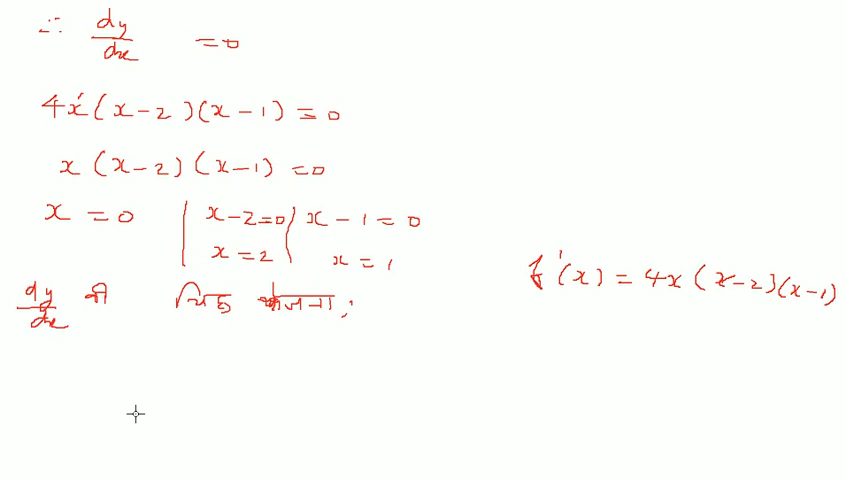 ∴ dy/dx = 0
4x(x-2)(x-1) = 0
x(x-2)(x-1) = 0
x = 0 | x-2=0 | x-1=0
x=2 | x=1
f'(x) = 4x(x-2)(x-1)
dy/dx की चिह्न